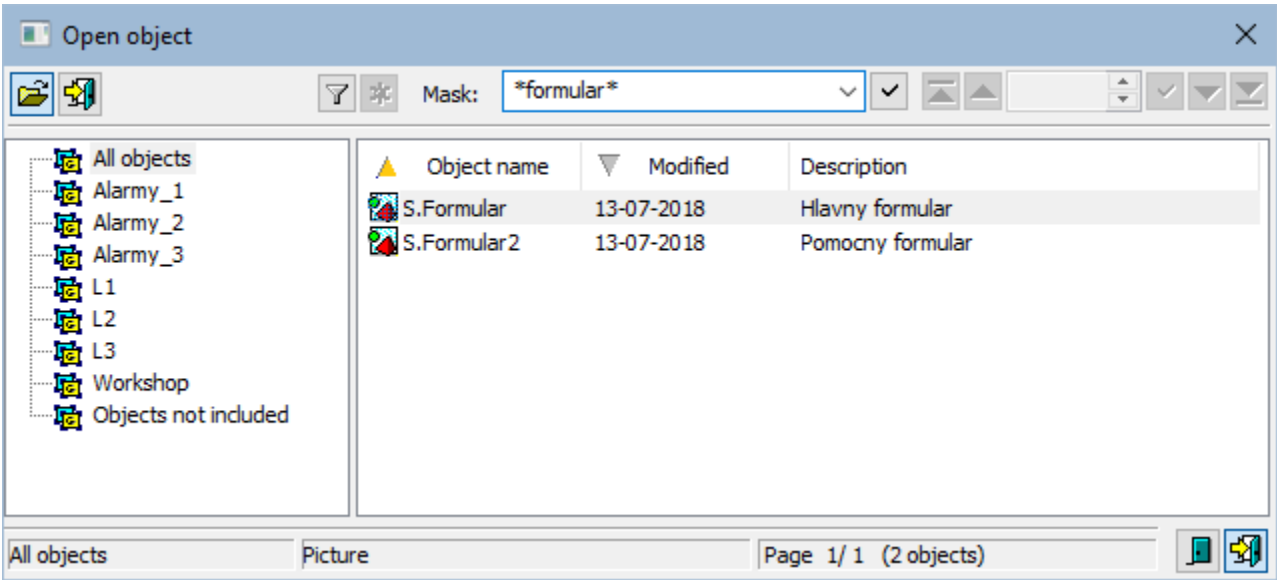 Open object
Mask: *formular*
All objects
Alarmy_1
Alarmy_2
Alarmy_3
L1
L2
L3
Workshop
Objects not included
Object name Modified Description
S.Formular 13-07-2018 Hlavny formular
S.Formular2 13-07-2018 Pomocny formular
All objects Picture Page 1/ 1 (2 objects)